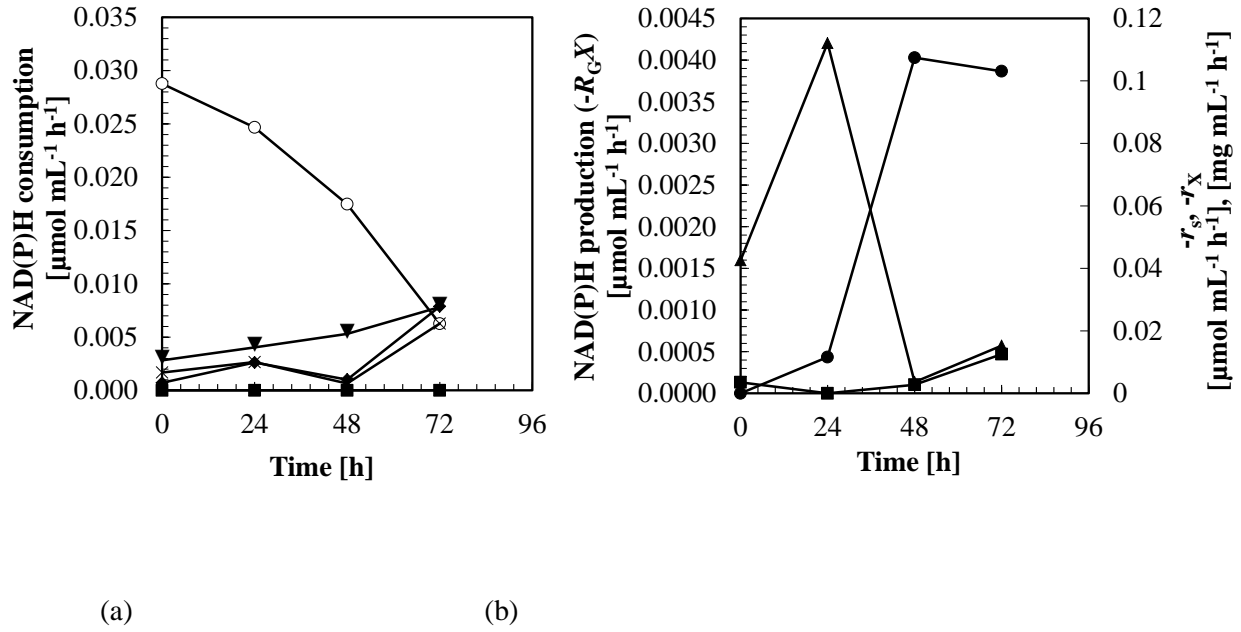 NAD(P)H consumption
[µmol mL-1 h-1]
0.035
0.030
0.025
0.020
0.015
0.010
0.005
0.000
0 24 48 72 96
Time [h]
NAD(P)H production (-RGX)
[µmol mL-1 h-1]
0.0045
0.0040
0.0035
0.0030
0.0025
0.0020
0.0015
0.0010
0.0005
0.0000
0 24 48 72 96
Time [h]
0.12
0.1
0.08
0.06
0.04
0.02
0
-rs, -rX
[µmol mL-1 h-1], [mg mL-1 h-1]
(a) (b)